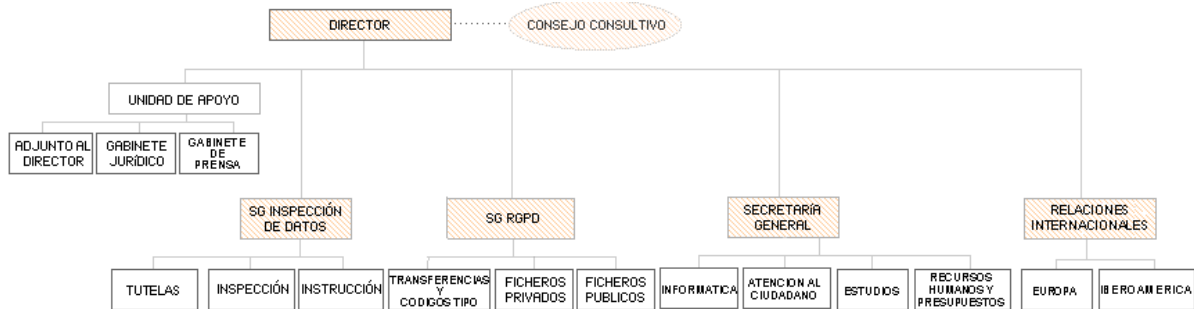 DIRECTOR
CONSEJO CONSULTIVO
UNIDAD DE APOYO
ADJUNTO AL
DIRECTOR
GABINETE
JURÍDICO
GABINETE
DE
PRENSA
SG INSPECCIÓN
DE DATOS
SG RGPD
SECRETARÍA
GENERAL
RELACIONES
INTERNACIONALES
TUTELAS
INSPECCIÓN
INSTRUCCIÓN
TRANSFERENCIAS
Y
CODIGOS TIPO
FICHEROS
PRIVADOS
FICHEROS
PUBLICOS
INFORMATICA
ATENCION AL
CIUDADANO
ESTUDIOS
RECURSOS
HUMANOS Y
PRESUPUESTOS
EUROPA
IBEROAMERICA